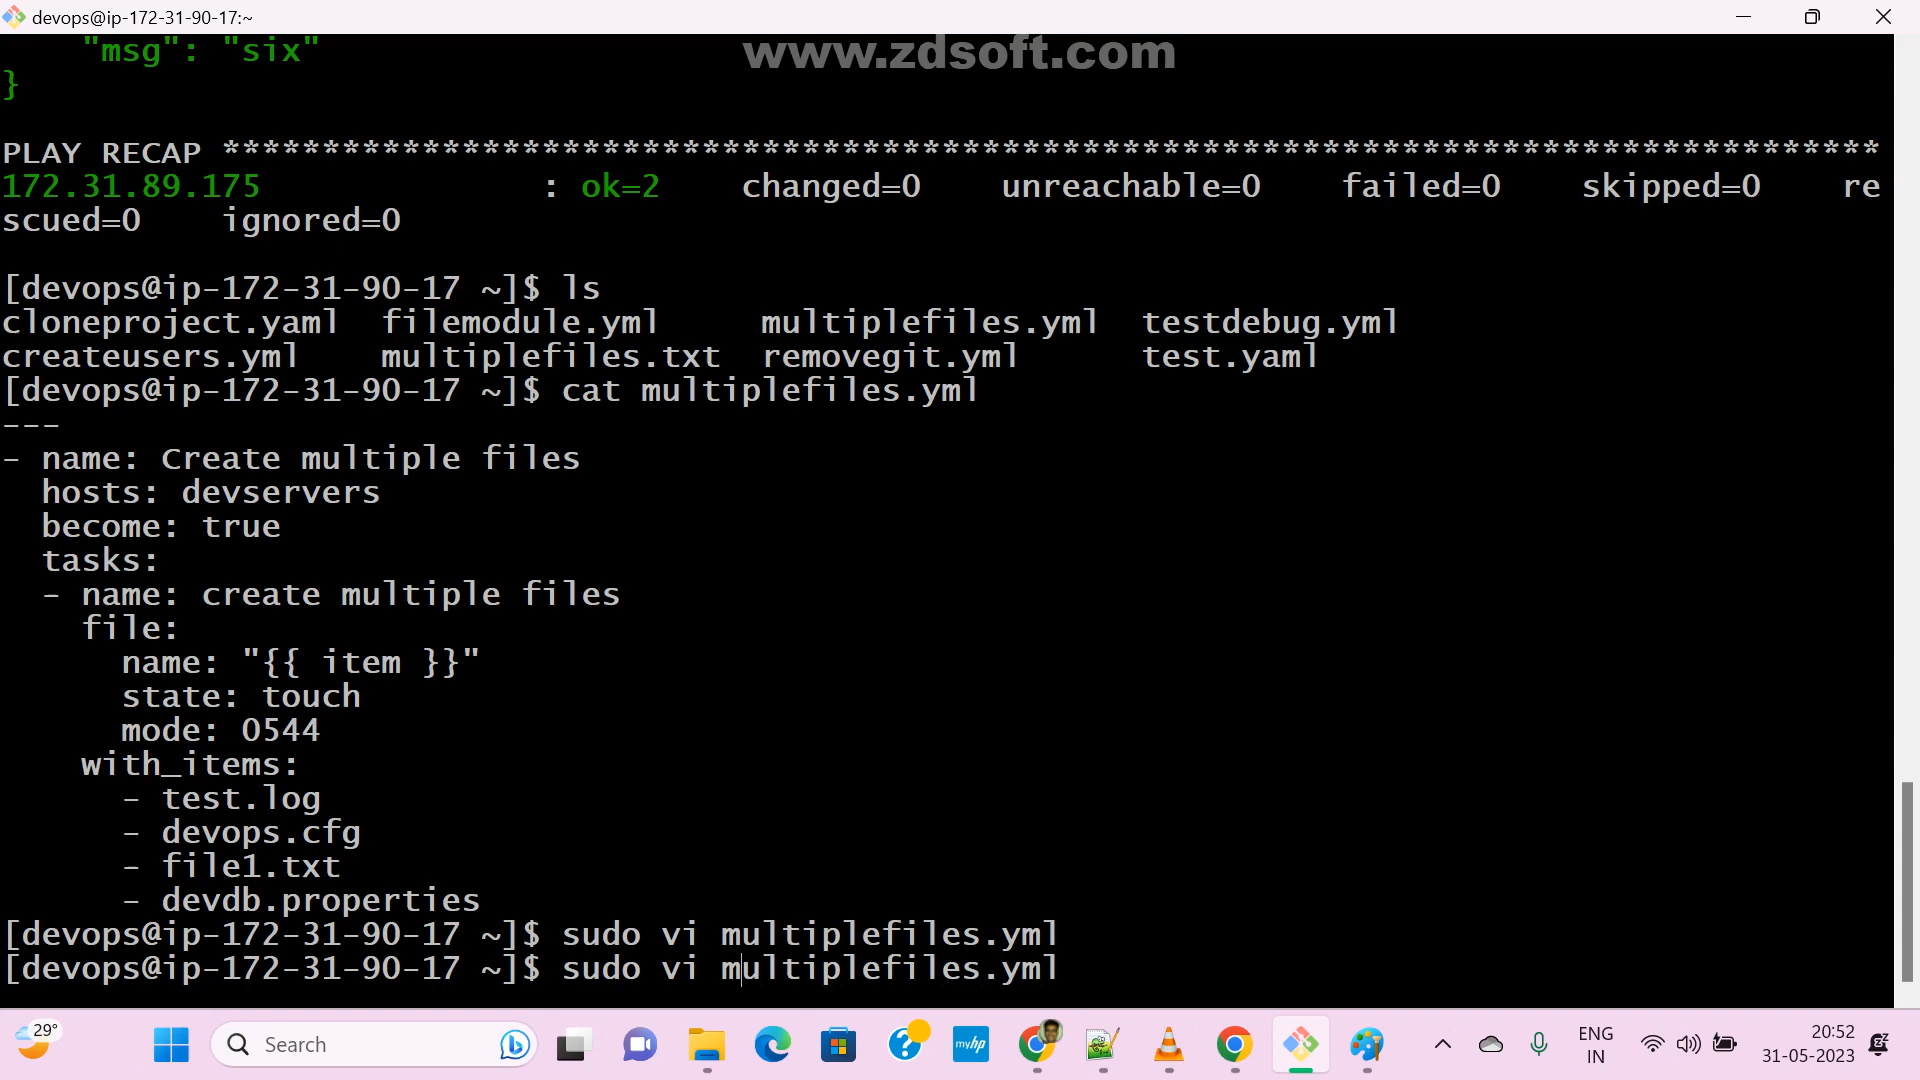 devops@ip-172-31-90-17:~
"msg": "six"
www.zdsoft.com
}
PLAY RECAP ***********************************************************************************
172.31.89.175 : ok=2 changed=0 unreachable=0 failed=0 skipped=0 re
scued=0 ignored=0
[devops@ip-172-31-90-17 ~]$ ls
cloneproject.yaml filemodule.yml multiplefiles.yml testdebug.yml
createusers.yml multiplefiles.txt removegit.yml test.yaml
[devops@ip-172-31-90-17 ~]$ cat multiplefiles.yml
---
- name: Create multiple files
  hosts: devservers
  become: true
  tasks:
  - name: create multiple files
    file:
      name: "{{ item }}"
      state: touch
      mode: 0544
    with_items:
      - test.log
      - devops.cfg
      - file1.txt
      - devdb.properties
[devops@ip-172-31-90-17 ~]$ sudo vi multiplefiles.yml
[devops@ip-172-31-90-17 ~]$ sudo vi multiplefiles.yml
29°
Search
myhp
ENG
IN
20:52
31-05-2023